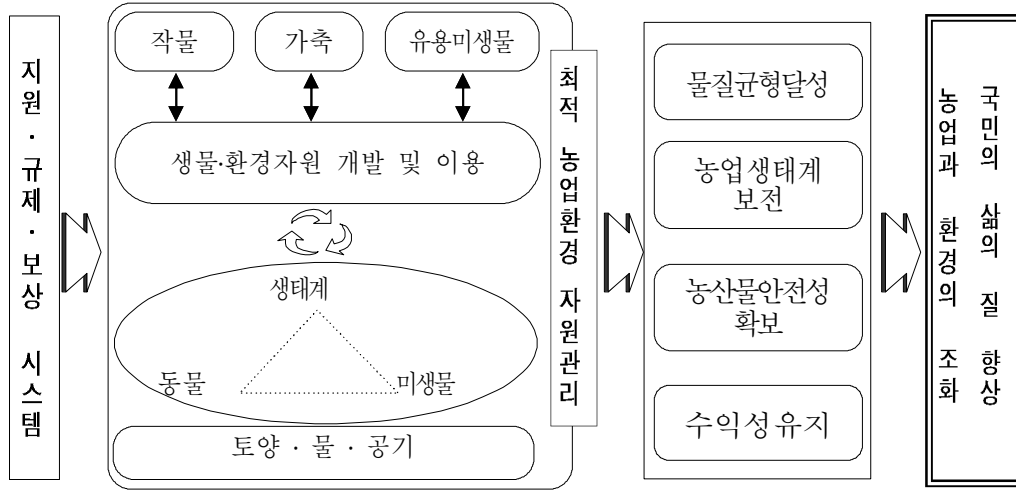 지원·규제·보상 시스템
작물
가축
유용미생물
생물·환경자원 개발 및 이용
생태계
동물
미생물
토양·물·공기
최적 농업환경 자원관리
물질균형달성
농업생태계
보전
농산물안전성
확보
수익성유지
농업과 환경의 조화
국민의 삶의 질 향상